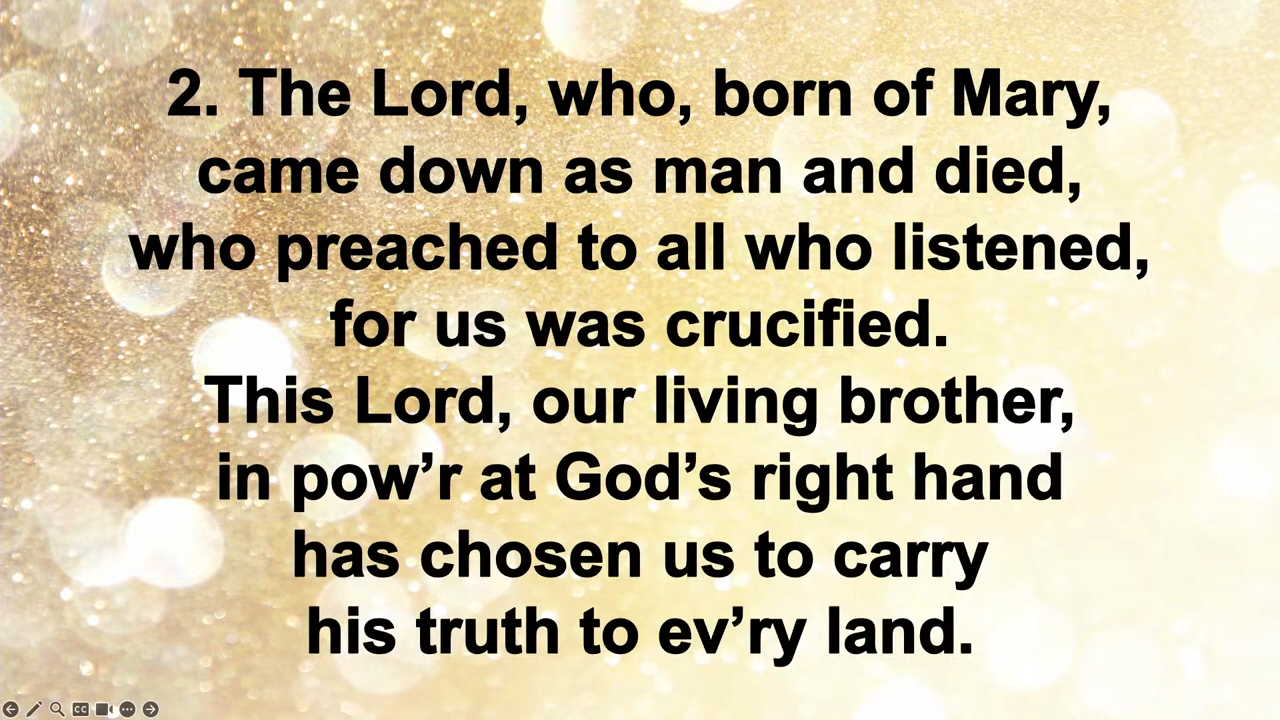 2. The Lord, who, born of Mary,
came down as man and died,
who preached to all who listened,
for us was crucified.
This Lord, our living brother,
in pow’r at God’s right hand
has chosen us to carry
his truth to ev’ry land.
CC